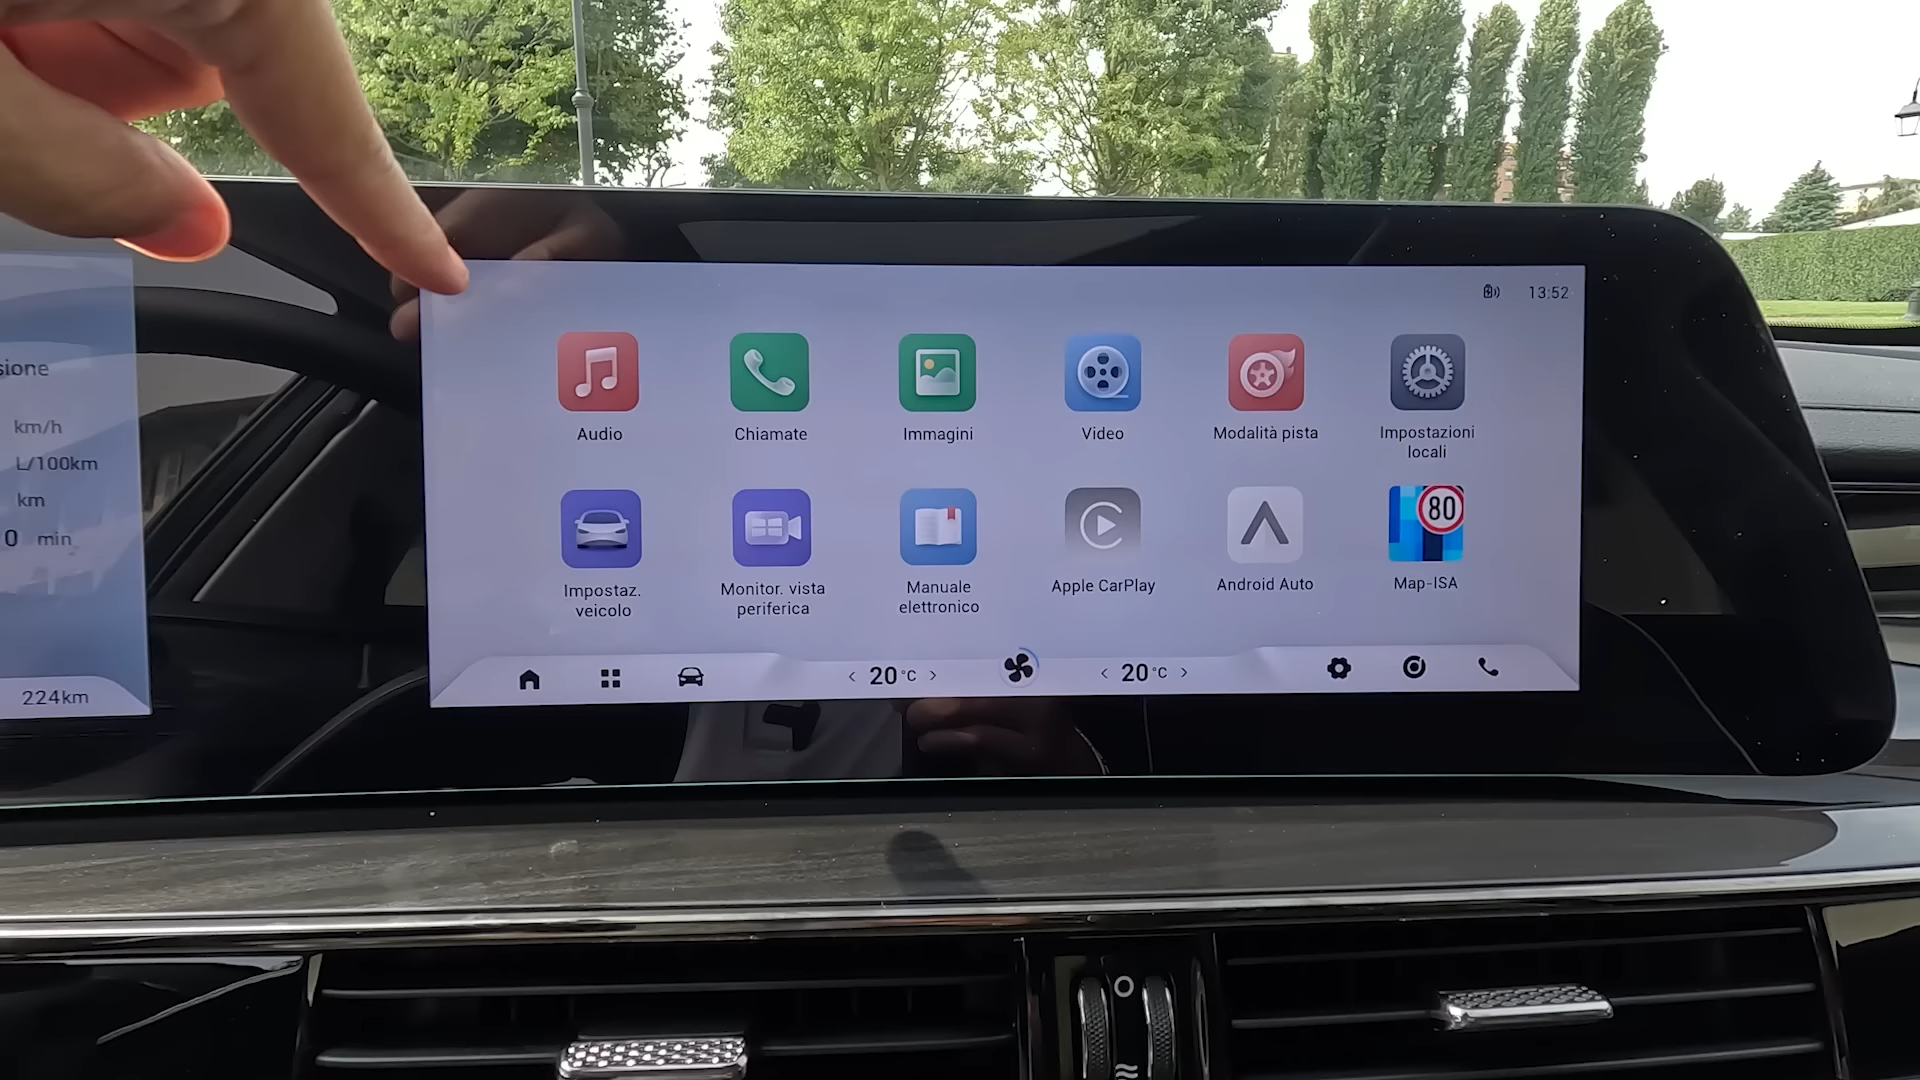 sione
km/h
L/100km
km
0 min
224km
13:52
Audio
Chiamate
Immagini
Video
Modalità pista
Impostazioni
locali
80
Impostaz.
veicolo
Monitor. vista
periferica
Manuale
elettronico
Apple CarPlay
Android Auto
Map-ISA
< 20°C >
< 20°C >